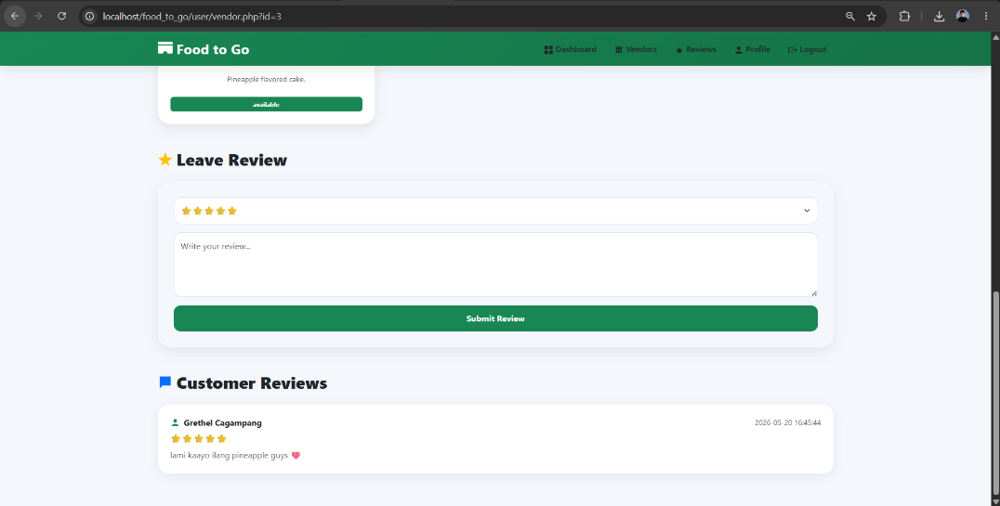 localhost/food_to_go/user/vendor.php?id=3
Food to Go
Dashboard
Vendors
Reviews
Profile
Logout
Pineapple flavored cake.
available
Leave Review
Write your review...
Submit Review
Customer Reviews
Grethel Cagampang
2026-05-20 16:45:44
lami kaayo ilang pineapple guys